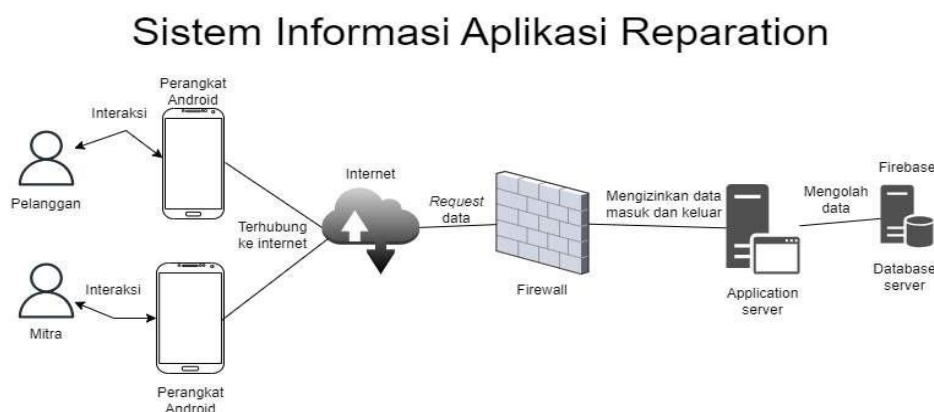 Sistem Informasi Aplikasi Reparation
Perangkat
Android
Interaksi
Pelanggan
Terhubung
ke internet
Interaksi
Mitra
Perangkat
Android
Internet
Request
data
Firewall
Mengizinkan data
masuk dan keluar
Application
server
Mengolah
data
Firebase
Database
server